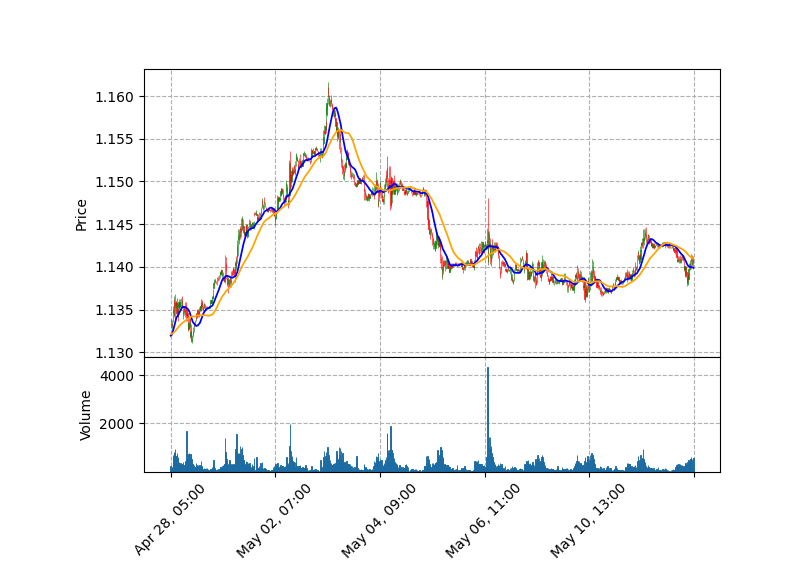 1.160
1.155
1.150
1.145
1.140
1.135
1.130
Price
4000
2000
Volume
Apr 28, 05:00
May 02, 07:00
May 04, 09:00
May 06, 11:00
May 10, 13:00